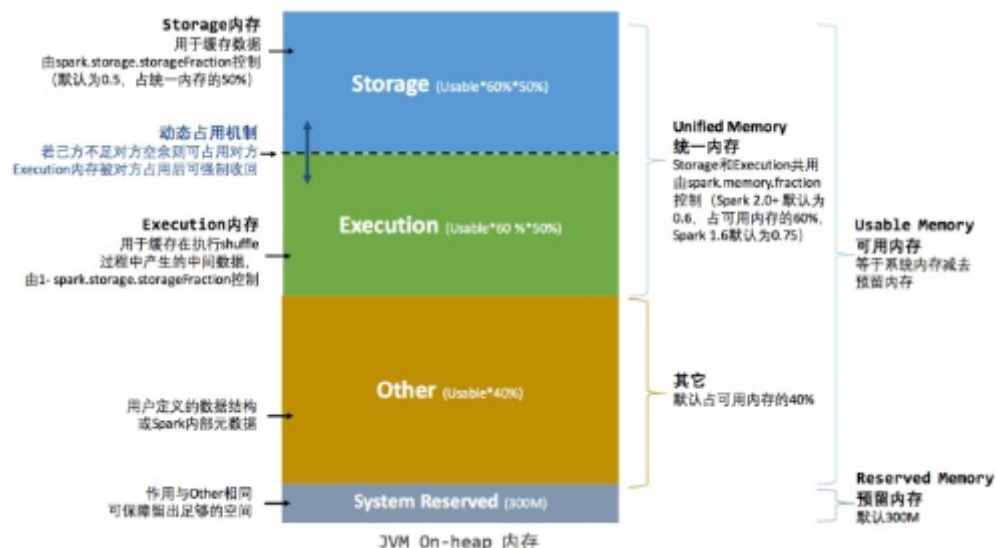 Storage内存
用于缓存数据
由spark.storage.storageFraction控制
(默认为0.5，占统一内存的50%)
动态占用机制
若己方不足对方空余则可占用对方
Execution内存被对方占用后可强制收回
Execution内存
用于缓存在执行shuffle
过程中产生的中间数据，
由1- spark.storage.storageFraction控制
用户定义的数据结构
或Spark内部元数据
作用与Other相同
可保障留出足够的空间
Storage (Usable*60%*50%)
Execution (Usable*60 %*50%)
Other (Usable*40%)
System Reserved (300M)
JVM On-heap 内存
Unified Memory
统一内存
Storage和Execution共用
由spark.memory.fraction
控制（Spark 2.0+ 默认为
0.6，占可用内存的60%，
Spark 1.6默认为0.75）
其它
默认占可用内存的40%
Usable Memory
可用内存
等于系统内存减去
预留内存
Reserved Memory
预留内存
默认300M